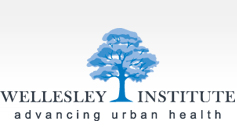 WELLESLEY INSTITUTE
advancing urban health